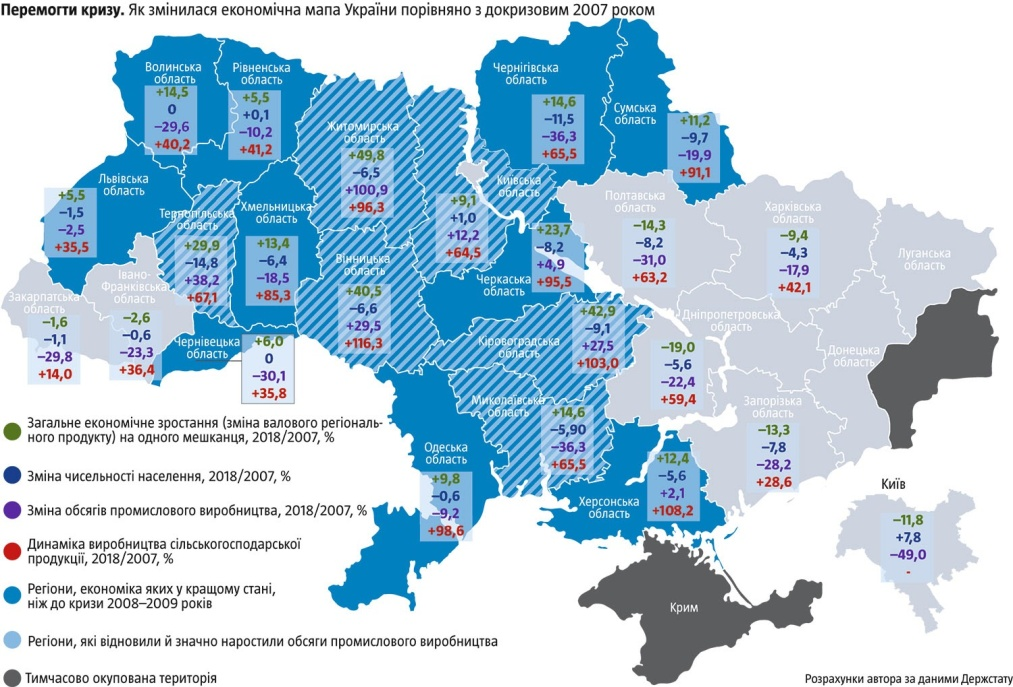 Перемогти кризу. Як змінилася економічна мапа України порівняно з докризовим 2007 роком
Волинська
область
+14,5
0
−29,6
+40,2
Рівненська
область
+5,5
+0,1
−10,2
+41,2
Житомирська
область
+49,8
−6,5
+100,9
+96,3
Київська
область
+9,1
+1,0
+12,2
+64,5
Чернігівська
область
+14,6
−11,5
−36,3
+65,5
Сумська
область
+11,2
−9,7
−19,9
+91,1
Львівська
область
+5,5
−1,5
−2,5
+35,5
Тернопільська
область
+29,9
−14,8
+38,2
+67,1
Хмельницька
область
+13,4
−6,4
−18,5
+85,3
Вінницька
область
+40,5
−6,6
+29,5
+116,3
Черкаська
область
+23,7
−8,2
+4,9
+95,5
Полтавська
область
−14,3
−8,2
−31,0
+63,2
Харківська
область
−9,4
−4,3
−17,9
+42,1
Луганська
область
Закарпатська
область
−1,6
−1,1
−29,8
+14,0
Івано-
Франківська
область
−2,6
−0,6
−23,3
+36,4
Чернівецька
область
+6,0
0
−30,1
+35,8
Кіровоградська
область
+42,9
−9,1
+27,5
+103,0
Дніпропетровська
область
−19,0
−5,6
−22,4
+59,4
Донецька
область
Миколаївська
область
+14,6
−5,90
−36,3
+65,5
Запорізька
область
−13,3
−7,8
−28,2
+28,6
Одеська
область
+9,8
−0,6
−9,2
+98,6
Херсонська
область
+12,4
−5,6
+2,1
+108,2
Крим
Київ
−11,8
+7,8
−49,0
-
Загальне економічне зростання (зміна валового регіональ-
ного продукту) на одного мешканця, 2018/2007, %
Зміна чисельності населення, 2018/2007, %
Зміна обсягів промислового виробництва, 2018/2007, %
Динаміка виробництва сільськогосподарської
продукції, 2018/2007, %
Регіони, економіка яких у кращому стані,
ніж до кризи 2008–2009 років
Регіони, які відновили й значно наростили обсяги промислового виробництва
Тимчасово окупована територія
Розрахунки автора за даними Держстату